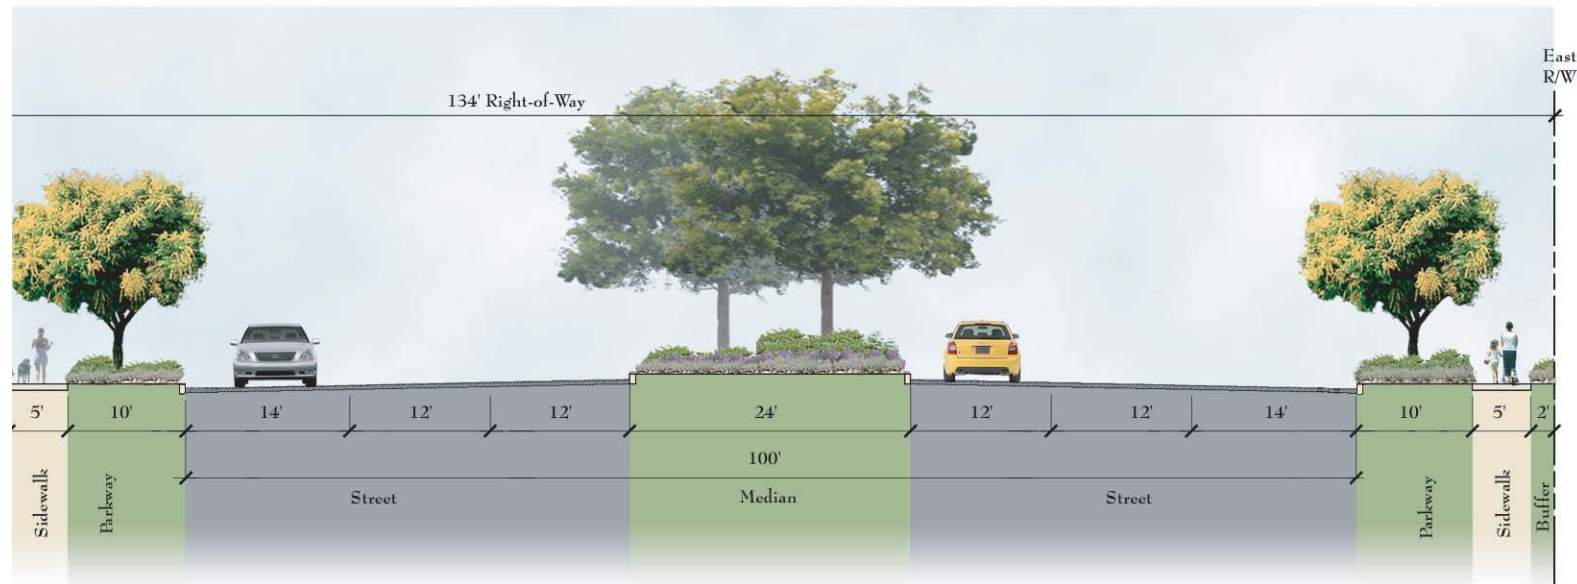 East
R/W
134' Right-of-Way
5'
10'
14'
12'
12'
24'
12'
12'
14'
10'
5'
2'
100'
Sidewalk
Parkway
Street
Median
Street
Parkway
Sidewalk
Buffer